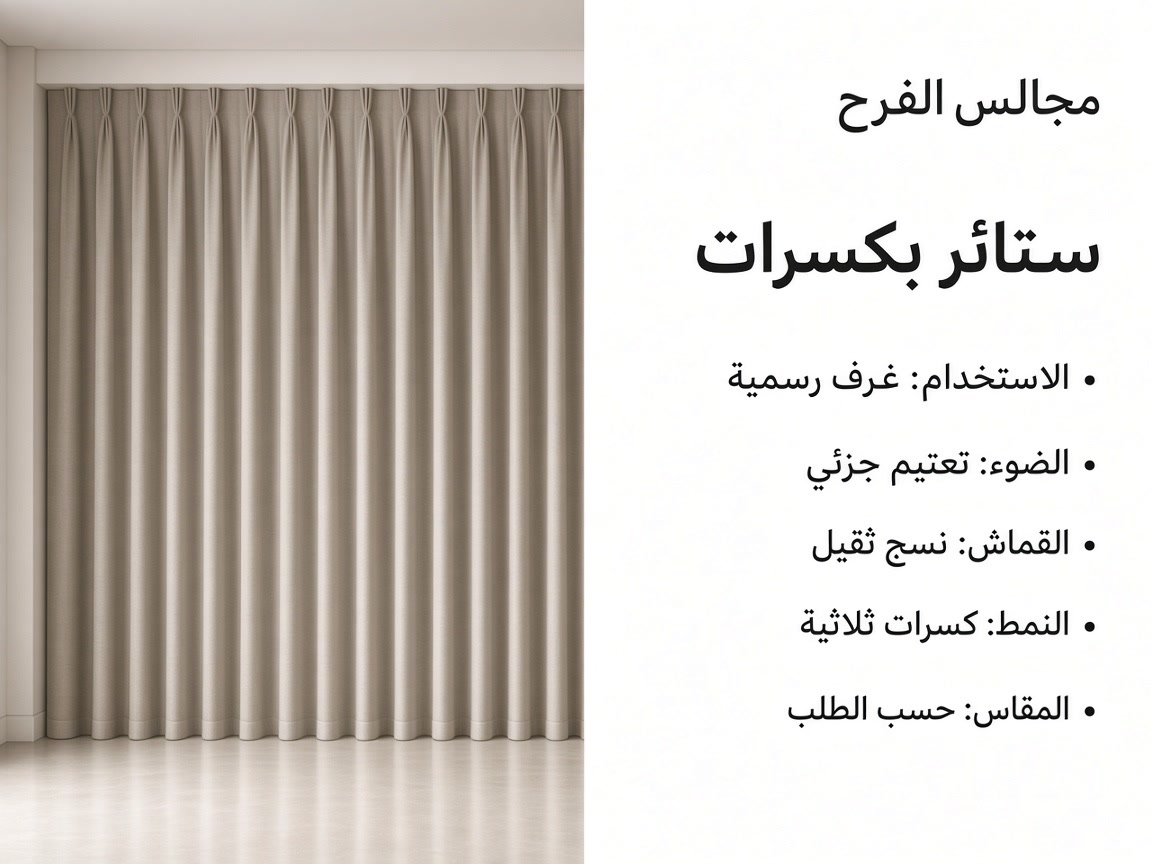 مجالس الفرح
ستائر بكسرات
• الاستخدام: غرف رسمية
• الضوء: تعتيم جزئي
• القماش: نسج ثقيل
• النمط: كسرات ثلاثية
• المقاس: حسب الطلب